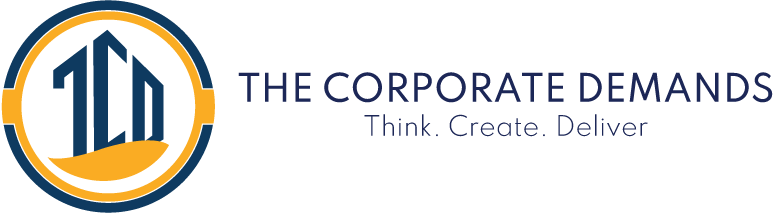 TCD
THE CORPORATE DEMANDS
Think. Create. Deliver